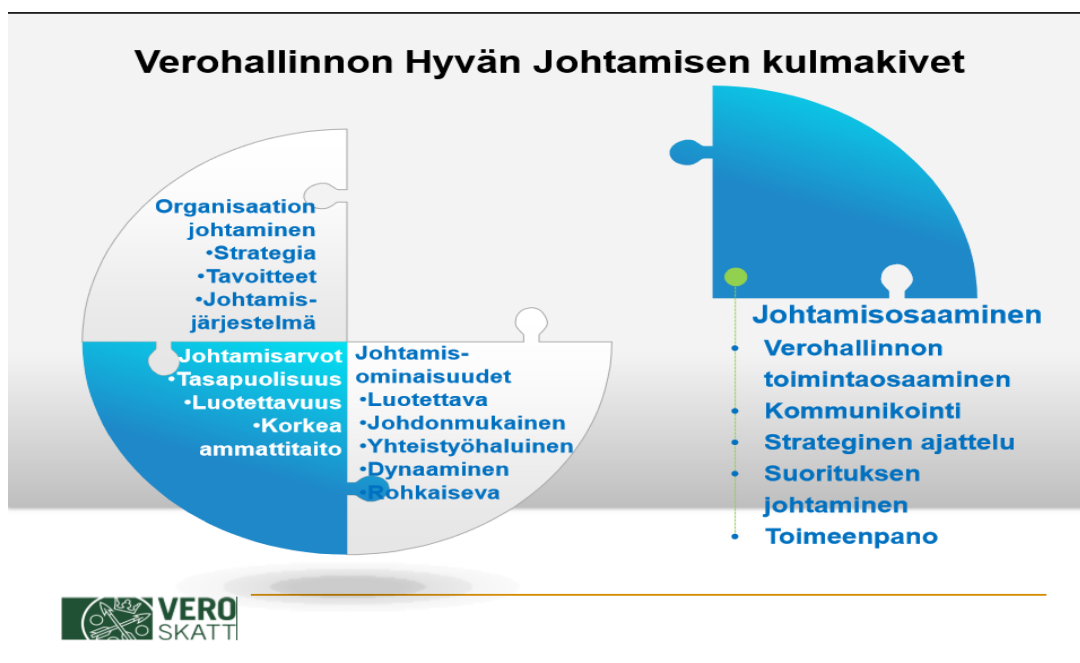 Verohallinnon Hyvän Johtamisen kulmakivet
Organisaation
johtaminen
•Strategia
•Tavoitteet
•Johtamis-
järjestelmä
Johtamisarvot
•Tasapuolisuus
•Luotettavuus
•Korkea
ammattitaito
Johtamis-
ominaisuudet
•Luotettava
•Johdonmukainen
•Yhteistyöhaluinen
•Dynaaminen
•Rohkaiseva
Johtamisosaaminen
• Verohallinnon
toimintaosaaminen
• Kommunikointi
• Strateginen ajattelu
• Suorituksen
johtaminen
• Toimeenpano
VERO
SKATT